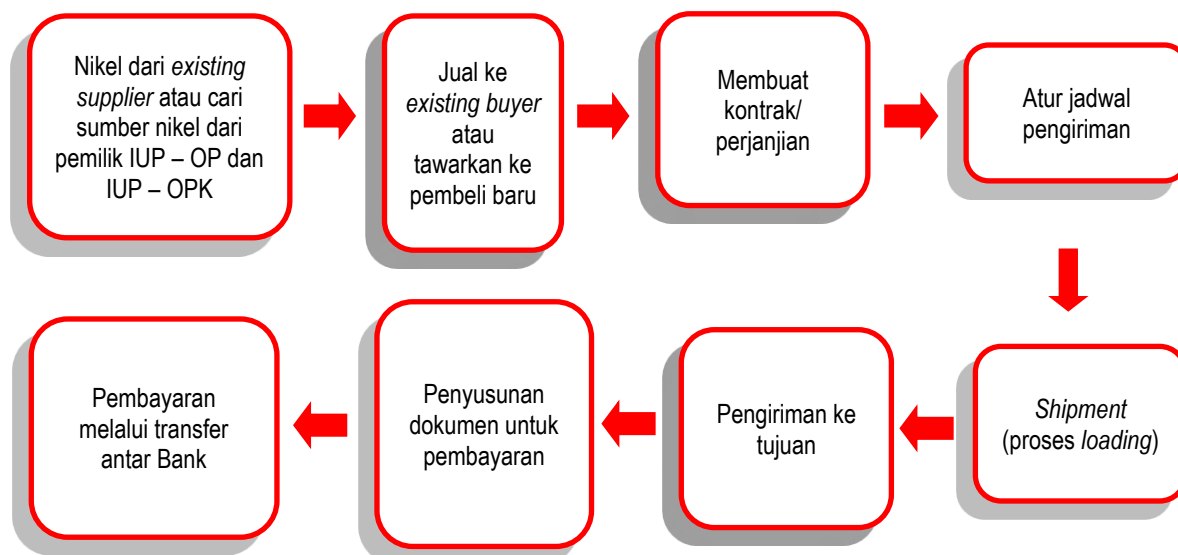 Nikel dari existing
supplier atau cari
sumber nikel dari
pemilik IUP – OP dan
IUP – OPK
Jual ke
existing buyer
atau
tawarkan ke
pembeli baru
Membuat
kontrak/
perjanjian
Atur jadwal
pengiriman
Shipment
(proses loading)
Pengiriman ke
tujuan
Penyusunan
dokumen untuk
pembayaran
Pembayaran
melalui transfer
antar Bank